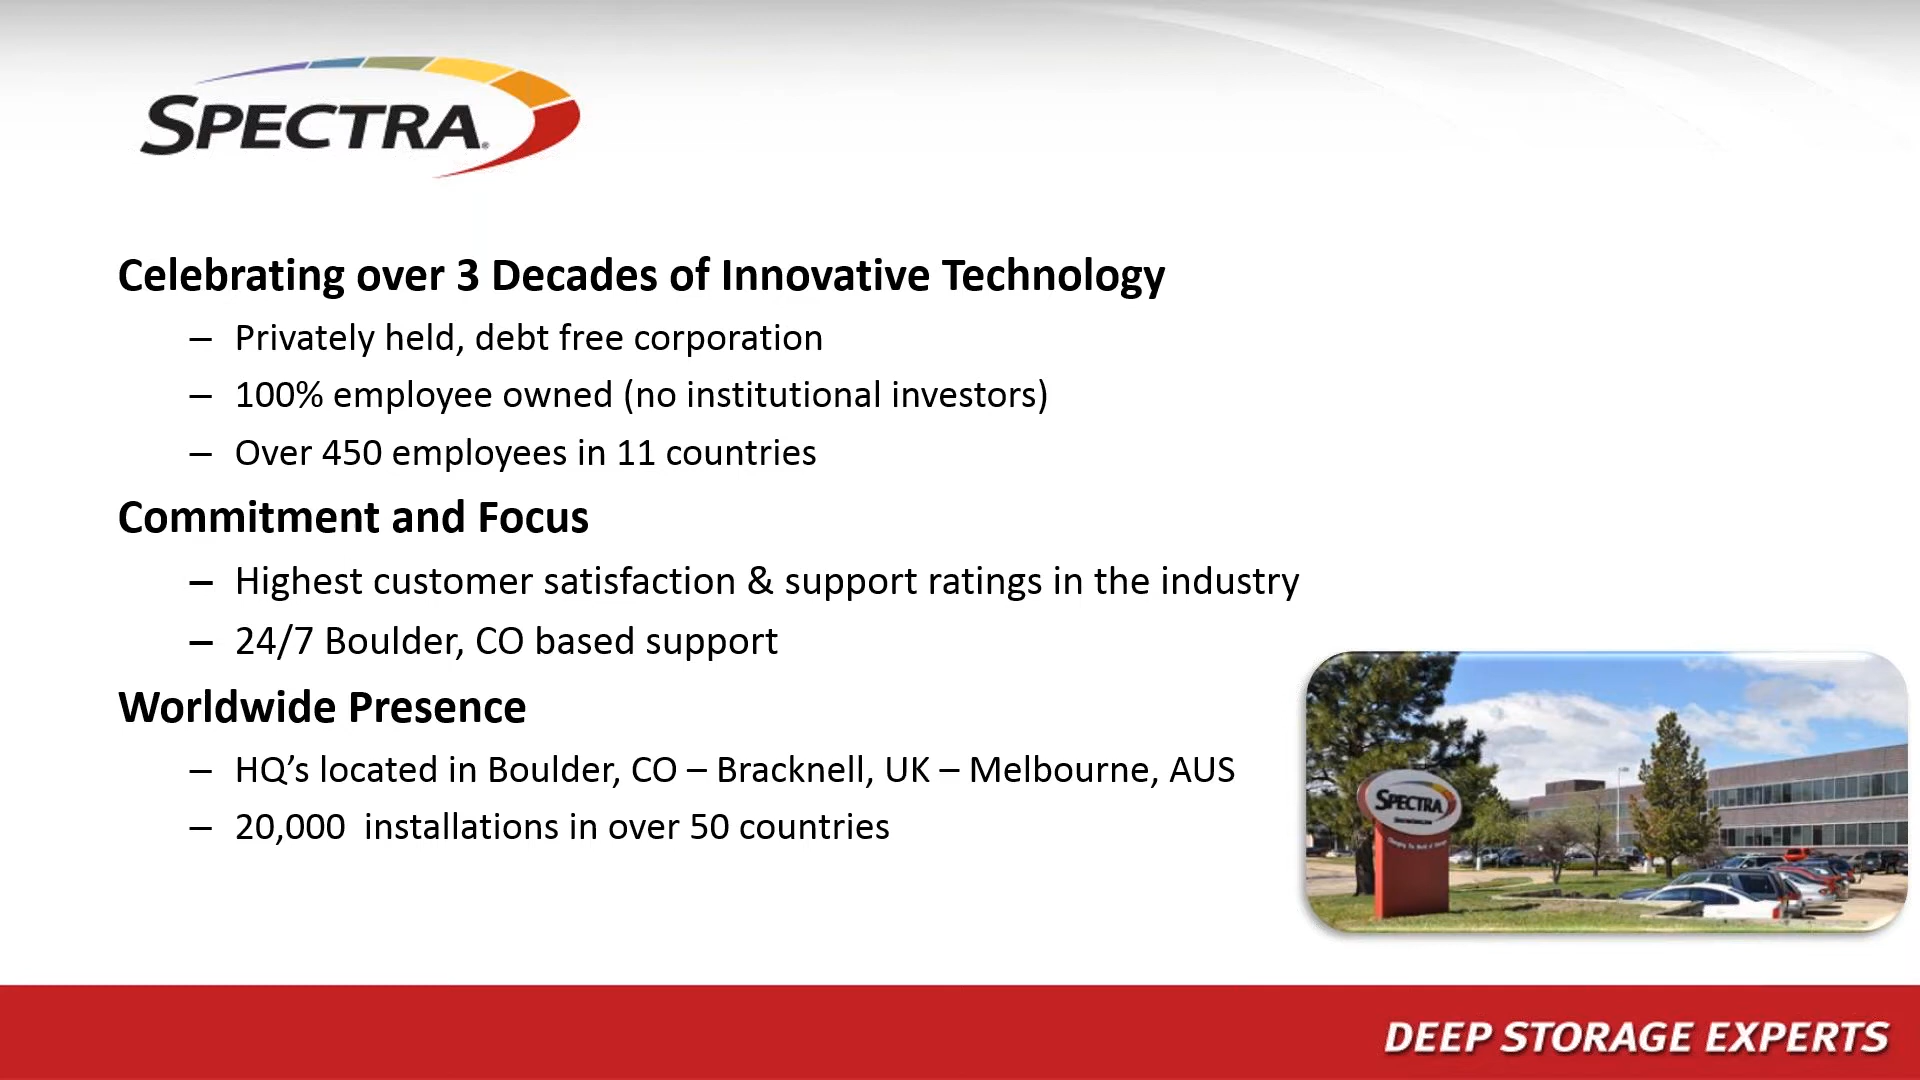 SPECTRA®
Celebrating over 3 Decades of Innovative Technology
– Privately held, debt free corporation
– 100% employee owned (no institutional investors)
– Over 450 employees in 11 countries
Commitment and Focus
– Highest customer satisfaction & support ratings in the industry
– 24/7 Boulder, CO based support
Worldwide Presence
– HQ’s located in Boulder, CO – Bracknell, UK – Melbourne, AUS
– 20,000  installations in over 50 countries
SPECTRA
DEEP STORAGE EXPERTS